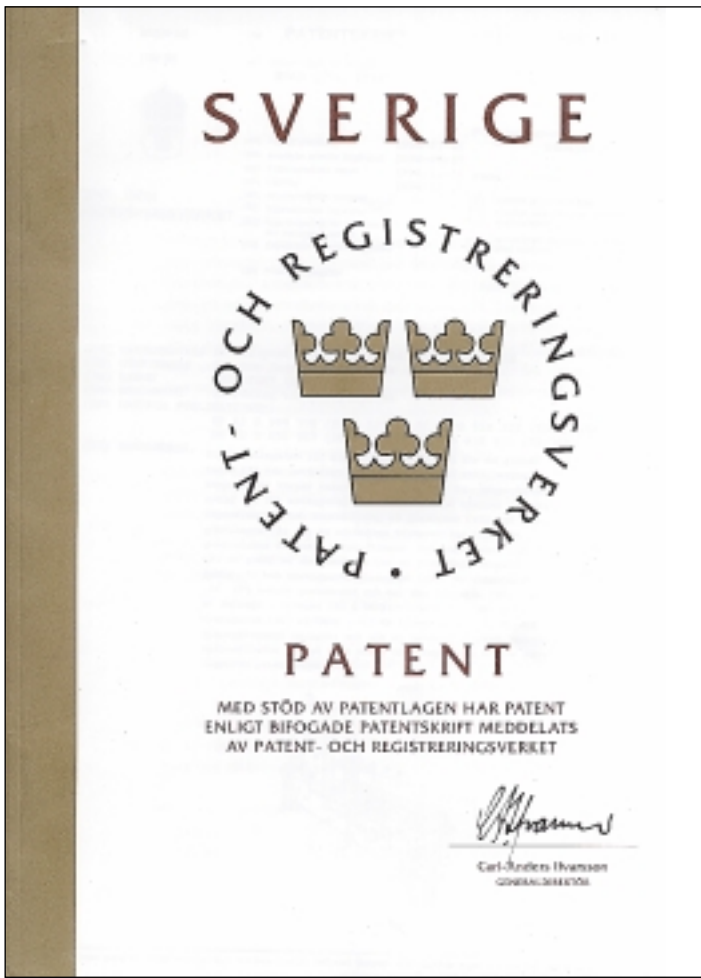 SVERIGE
PATENT- OCH REGISTRERINGSVERKET •
PATENT
MED STÖD AV PATENTLAGEN HAR PATENT
ENLIGT BIFOGADE PATENTSKRIFT MEDDELATS
AV PATENT- OCH REGISTRERINGSVERKET
Carl-Anders Ifvarsson
GENERALDIREKTÖR